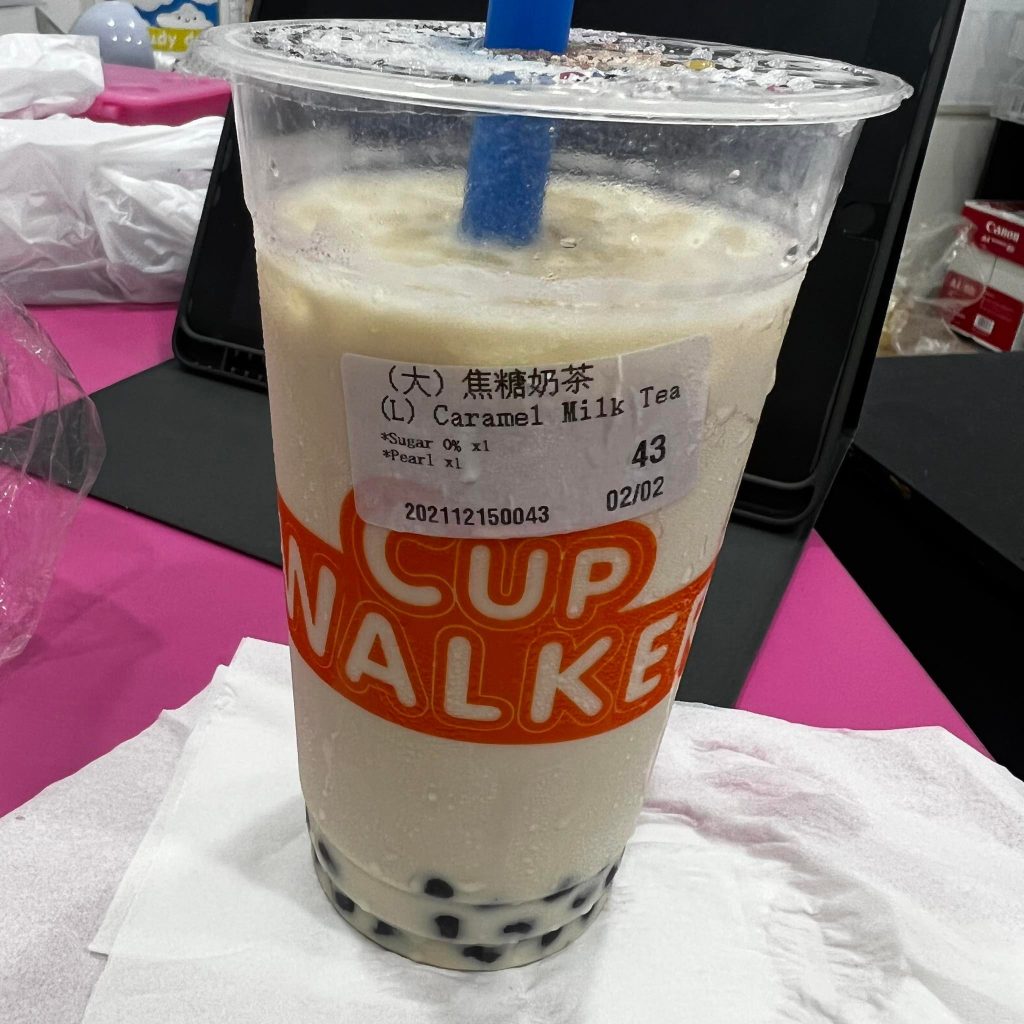 Canon
(大) 焦糖奶茶
(L) Caramel Milk Tea
*Sugar 0% x1
*Pearl x1
43
202112150043
02/02
CUP
WALKE